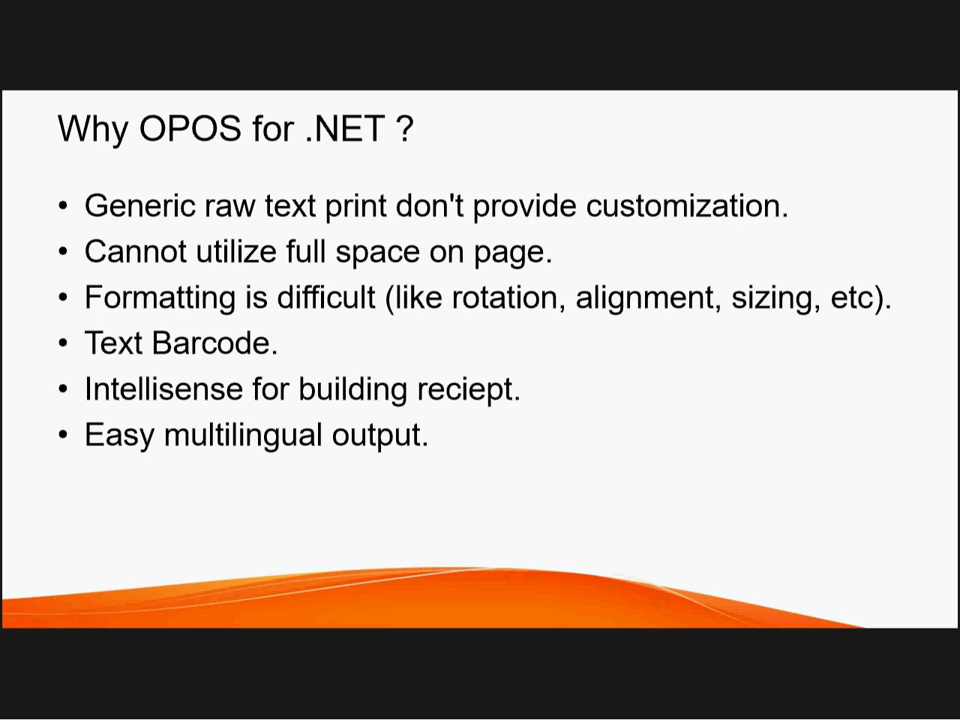 Why OPOS for .NET ?
• Generic raw text print don't provide customization.
• Cannot utilize full space on page.
• Formatting is difficult (like rotation, alignment, sizing, etc).
• Text Barcode.
• Intellisense for building reciept.
• Easy multilingual output.